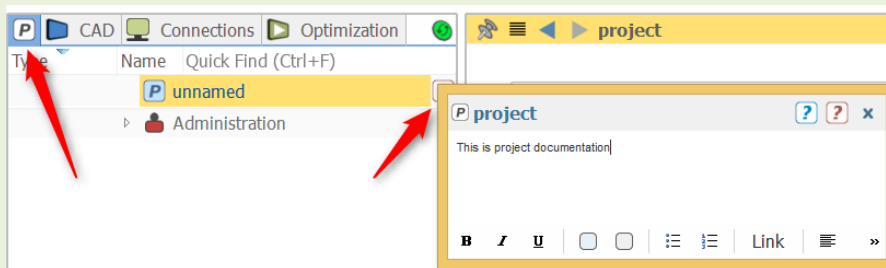 P CAD Connections Optimization
project
Type Name Quick Find (Ctrl+F)
P unnamed
Administration
P project ? ? x
This is project documentation
B I U Link »